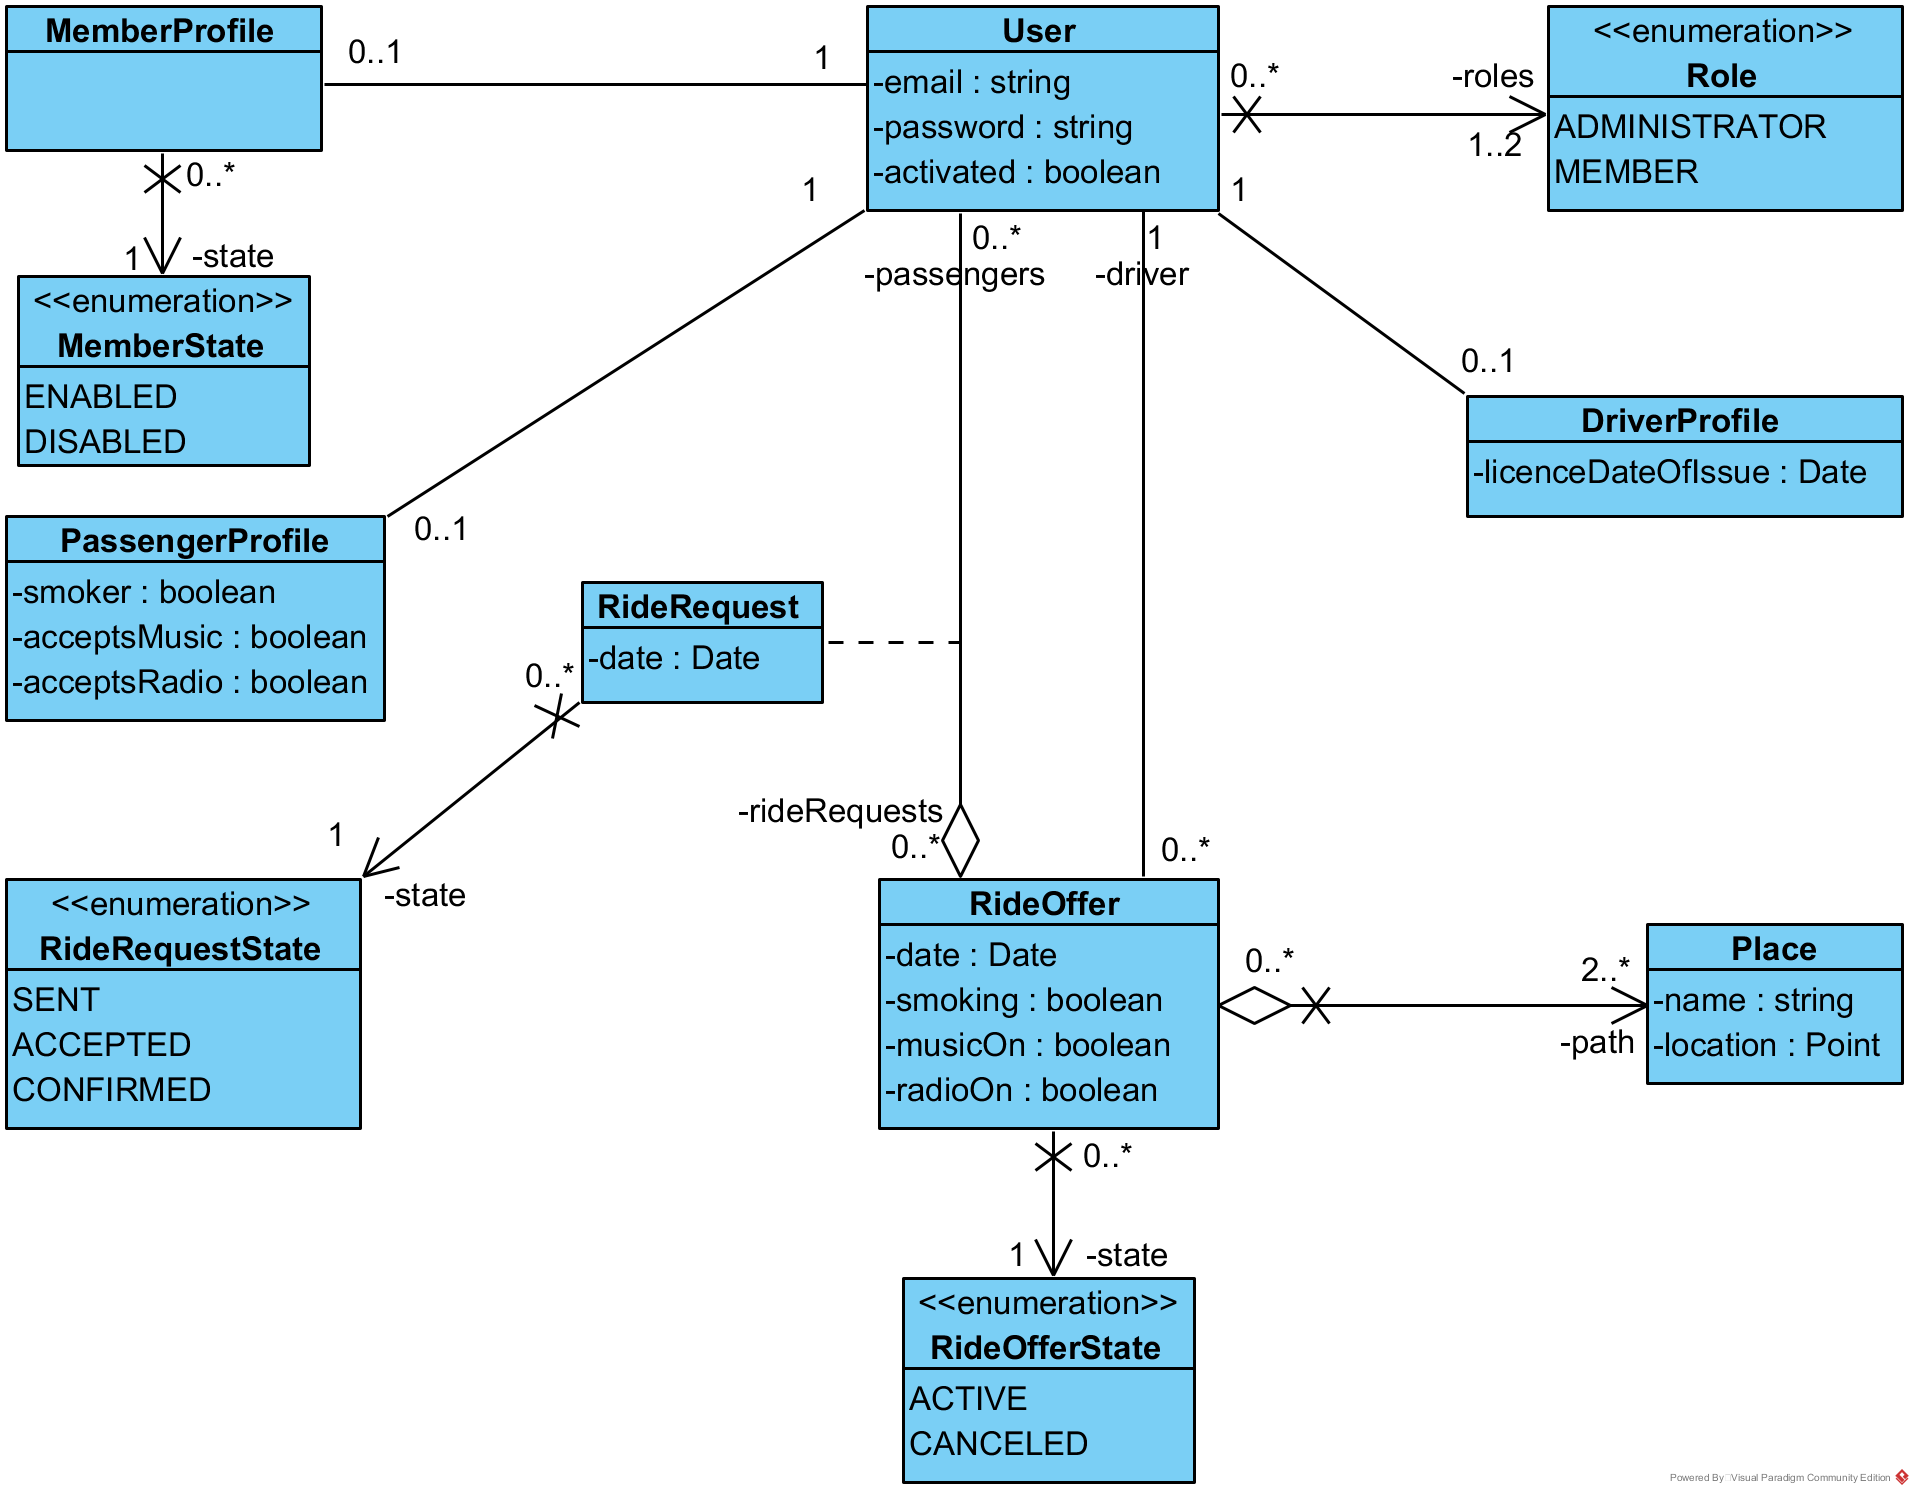 MemberProfile
0..1
1
User
-email : string
-password : string
-activated : boolean
0..*
-roles
1..2
<<enumeration>>
Role
ADMINISTRATOR
MEMBER
0..*
1
-state
<<enumeration>>
MemberState
ENABLED
DISABLED
1
0..*
-passengers
1
-driver
1
0..1
DriverProfile
-licenceDateOfIssue : Date
PassengerProfile
-smoker : boolean
-acceptsMusic : boolean
-acceptsRadio : boolean
0..1
RideRequest
-date : Date
0..*
1
-state
-rideRequests
0..*
0..*
<<enumeration>>
RideRequestState
SENT
ACCEPTED
CONFIRMED
RideOffer
-date : Date
-smoking : boolean
-musicOn : boolean
-radioOn : boolean
0..*
2..*
-path
Place
-name : string
-location : Point
0..*
1
-state
<<enumeration>>
RideOfferState
ACTIVE
CANCELED
Powered By Visual Paradigm Community Edition